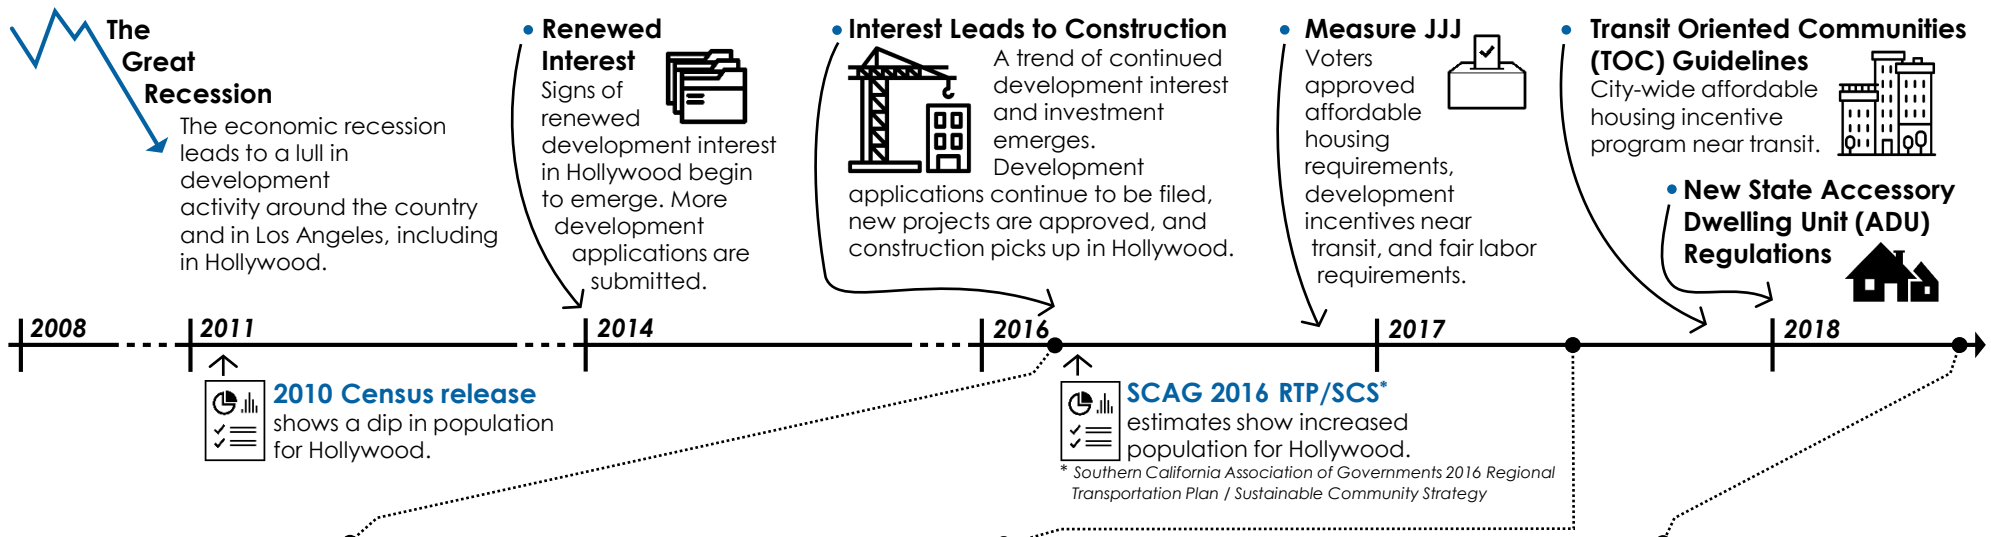 The
Great
Recession
The economic recession
leads to a lull in
development
activity around the country
and in Los Angeles, including
in Hollywood.
Renewed
Interest
Signs of
renewed
development interest
in Hollywood begin
to emerge. More
development
applications are
submitted.
Interest Leads to Construction
A trend of continued
development interest
and investment
emerges.
Development
applications continue to be filed,
new projects are approved, and
construction picks up in Hollywood.
Measure JJJ
Voters
approved
affordable
housing
requirements,
development
incentives near
transit, and fair labor
requirements.
Transit Oriented Communities
(TOC) Guidelines
City-wide affordable
housing incentive
program near transit.
New State Accessory
Dwelling Unit (ADU)
Regulations
2008
2011
2014
2016
2017
2018
2010 Census release
shows a dip in population
for Hollywood.
SCAG 2016 RTP/SCS*
estimates show increased
population for Hollywood.
* Southern California Association of Governments 2016 Regional
Transportation Plan / Sustainable Community Strategy